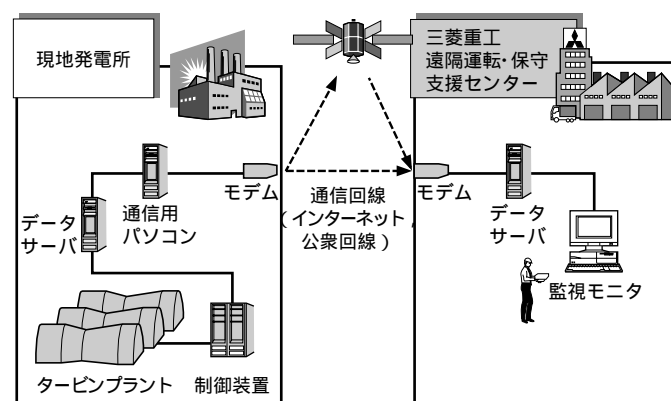 現地発電所
三菱重工
遠隔運転・保守
支援センター
モデム
通信用
パソコン
データ
サーバ
タービンプラント
制御装置
通信回線
（インターネット，
公衆回線）
モデム
データ
サーバ
監視モニタ